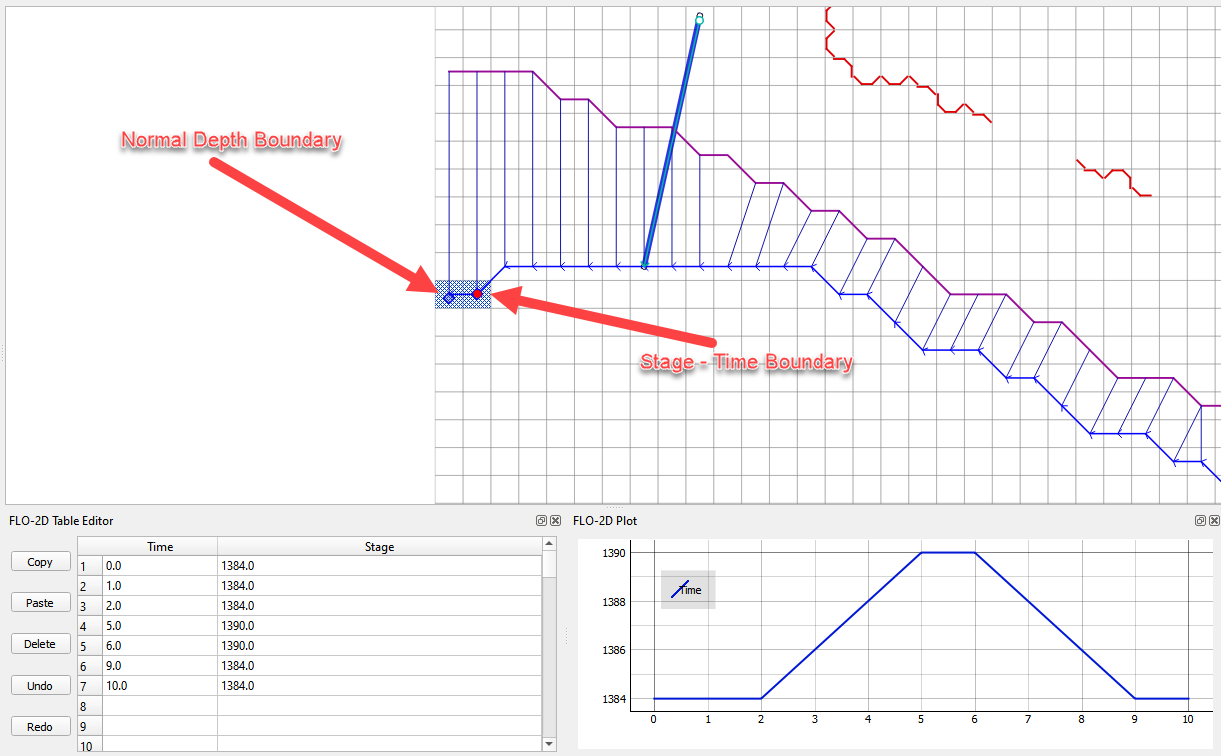 Normal Depth Boundary
Stage - Time Boundary
FLO-2D Table Editor
Copy
Paste
Delete
Undo
Redo
Time Stage
1 0.0 1384.0
2 1.0 1384.0
3 2.0 1384.0
4 5.0 1390.0
5 6.0 1390.0
6 9.0 1384.0
7 10.0 1384.0
8
9
10
FLO-2D Plot
Time
1390
1388
1386
1384
0 1 2 3 4 5 6 7 8 9 10